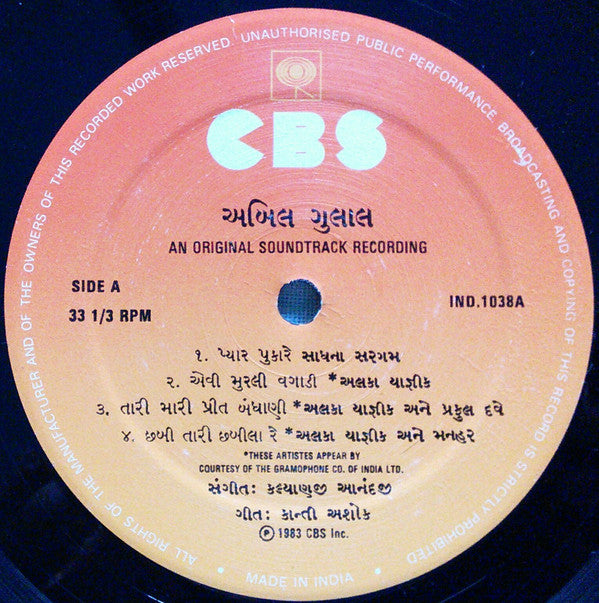 ALL RIGHTS OF THE MANUFACTURER AND OF THE OWNERS OF THIS RECORDED WORK RESERVED. UNAUTHORISED PUBLIC PERFORMANCE, BROADCASTING AND COPYING OF THIS RECORD IS STRICTLY PROHIBITED
CBS
અબિલ ગુલાલ
AN ORIGINAL SOUNDTRACK RECORDING
SIDE A
33 1/3 RPM
IND.1038A
૧. પ્યાર પુકારે સાધના સરગમ
૨. એવી મુરલી વગાડી *અલકા યાજ્ઞીક
૩. તારી મારી પ્રીત બંધાણી *અલકા યાજ્ઞીક અને પ્રફુલ દવે
૪. છબી તારી છબીલા રે *અલકા યાજ્ઞીક અને મનહર
*THESE ARTISTES APPEAR BY
COURTESY OF THE GRAMOPHONE CO. OF INDIA LTD.
સંગીત: કલ્યાણજી આનંદજી
ગીત: કાન્તી અશોક
Ⓟ 1983 CBS Inc.
• MADE IN INDIA •